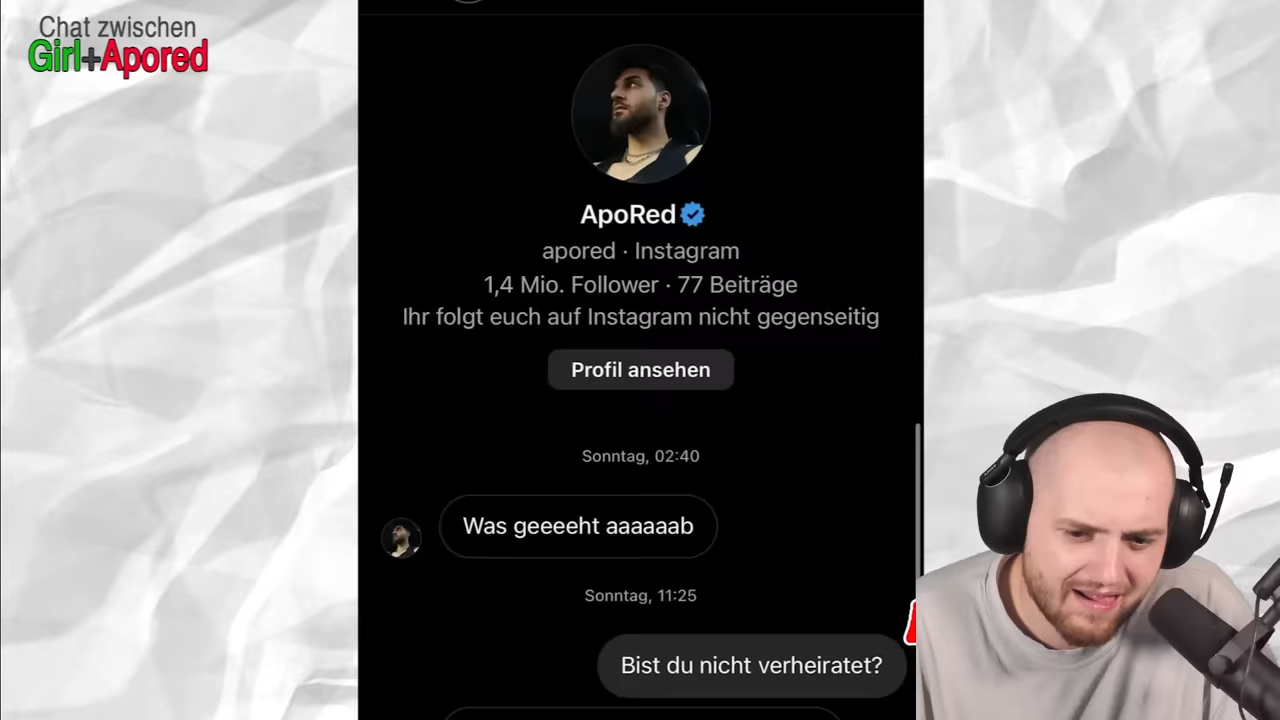 Chat zwischen
Girl+Apored
ApoRed
apored · Instagram
1,4 Mio. Follower · 77 Beiträge
Ihr folgt euch auf Instagram nicht gegenseitig
Profil ansehen
Sonntag, 02:40
Was geeeeht aaaaaab
Sonntag, 11:25
Bist du nicht verheiratet?